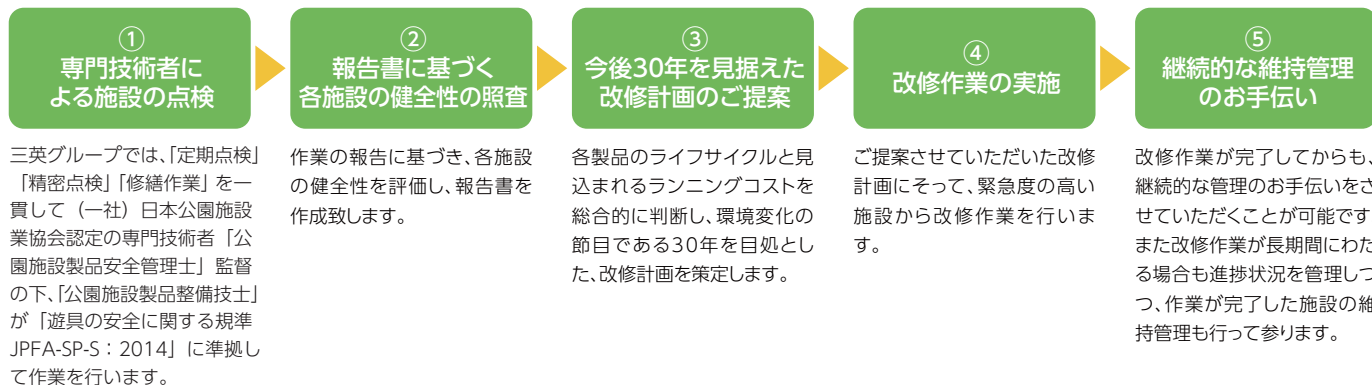 ①
専門技術者に
よる施設の点検
三英グループでは、「定期点検」
「精密点検」「修繕作業」を一
貫して（一社）日本公園施設
業協会認定の専門技術者「公
園施設製品安全管理士」監督
の下、「公園施設製品整備技士」
が「遊具の安全に関する規準
JPFA-SP-S：2014」に準拠し
て作業を行います。
②
報告書に基づく
各施設の健全性の照査
作業の報告に基づき、各施設
の健全性を評価し、報告書を
作成致します。
③
今後30年を見据えた
改修計画のご提案
各製品のライフサイクルと見
込まれるランニングコストを
総合的に判断し、環境変化の
節目である30年を目処とし
た、改修計画を策定します。
④
改修作業の実施
ご提案させていただいた改修
計画にそって、緊急度の高い
施設から改修作業を行いま
す。
⑤
継続的な維持管理
のお手伝い
改修作業が完了してからも、
継続的な管理のお手伝いをさ
せていただくことが可能です
また改修作業が長期間にわた
る場合も進捗状況を管理しつ
つ、作業が完了した施設の維
持管理も行って参ります。